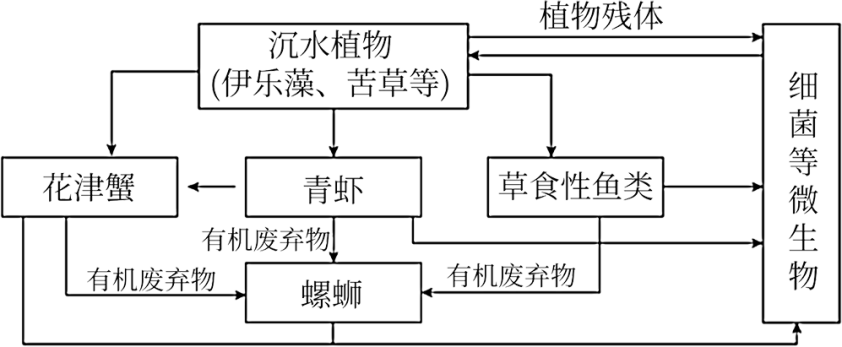 植物残体
沉水植物
(伊乐藻、苦草等)
细菌等微生物
花津蟹
青虾
草食性鱼类
有机废弃物
有机废弃物
有机废弃物
螺蛳